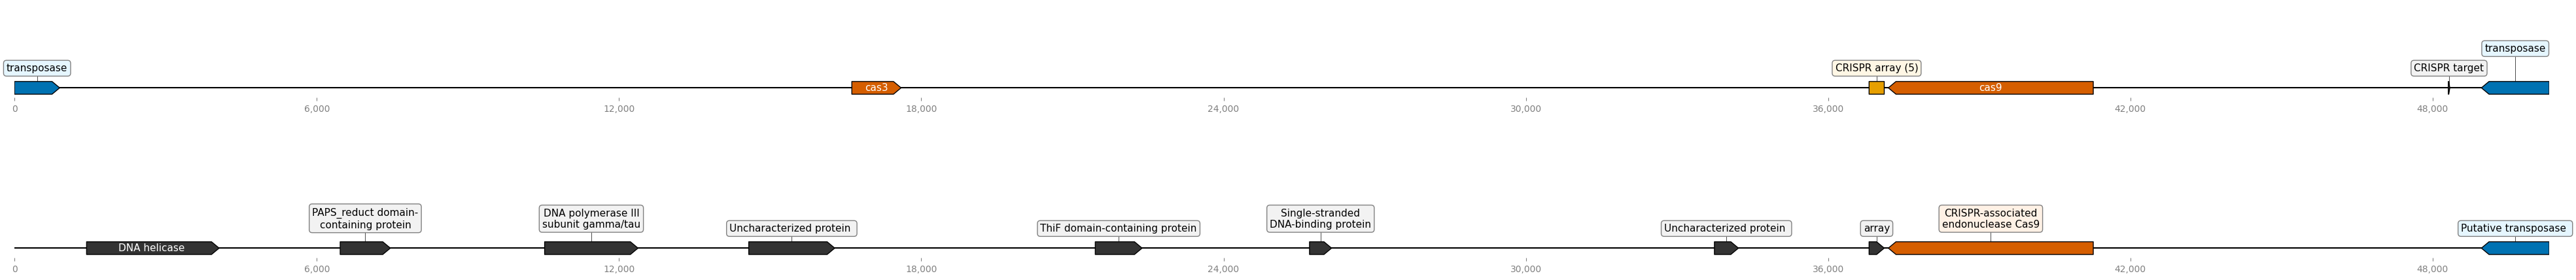 transposase
transposase
CRISPR array (5)
CRISPR target
cas3
cas9
0 6,000 12,000 18,000 24,000 30,000 36,000 42,000 48,000
PAPS_reduct domain-
containing protein
DNA polymerase III
subunit gamma/tau
Uncharacterized protein
ThiF domain-containing protein
Single-stranded
DNA-binding protein
Uncharacterized protein
array
CRISPR-associated
endonuclease Cas9
Putative transposase
DNA helicase
0 6,000 12,000 18,000 24,000 30,000 36,000 42,000 48,000